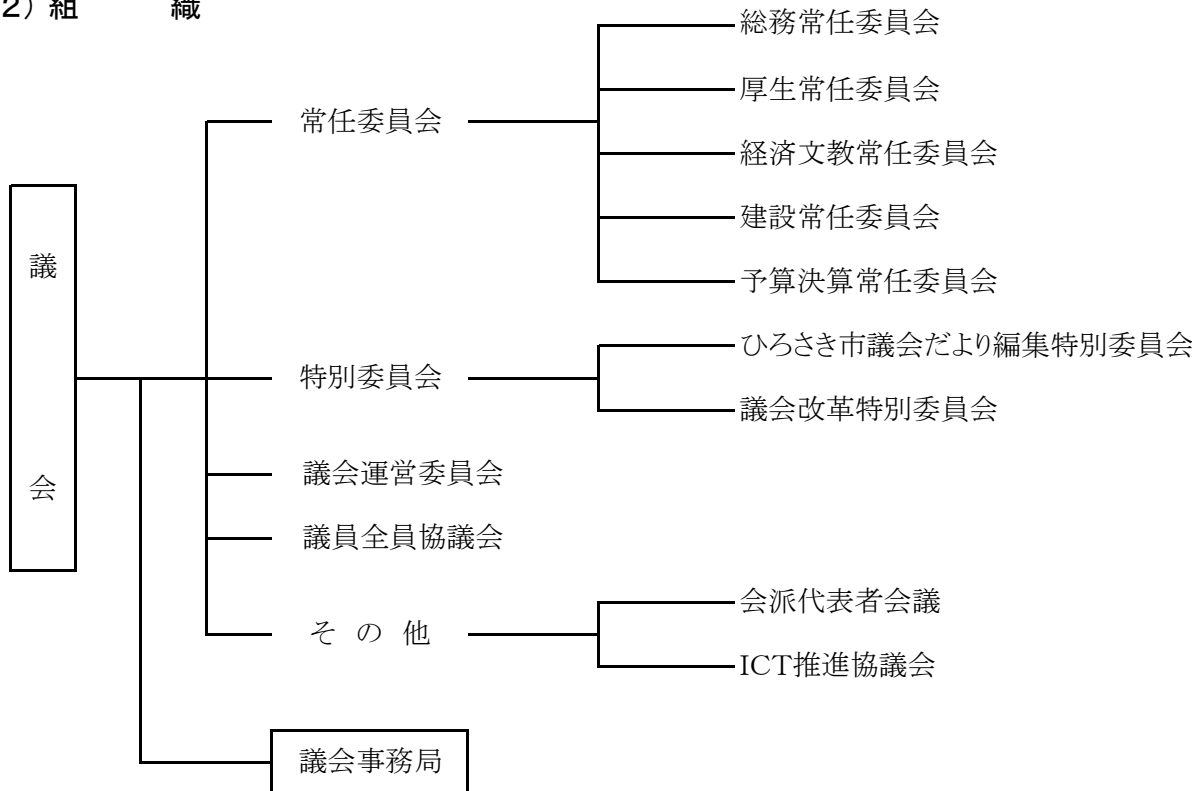 2) 組　　　織
総務常任委員会
厚生常任委員会
常任委員会
経済文教常任委員会
建設常任委員会
予算決算常任委員会
議会
ひろさき市議会だより編集特別委員会
特別委員会
議会改革特別委員会
議会運営委員会
議員全員協議会
会派代表者会議
そ の 他
ICT推進協議会
議会事務局